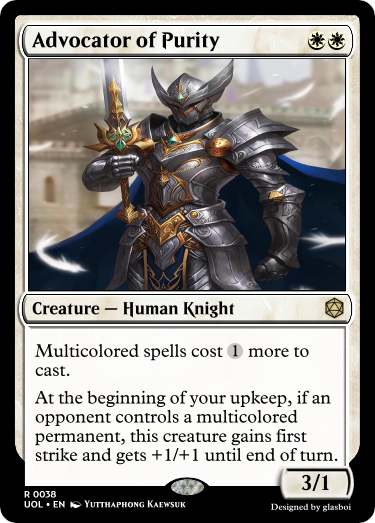 Advocator of Purity
Creature — Human Knight
Multicolored spells cost 1 more to
cast.
At the beginning of your upkeep, if an
opponent controls a multicolored
permanent, this creature gains first
strike and gets +1/+1 until end of turn.
3/1
R 0038
UOL • EN Yutthaphong Kaewsuk
Designed by glasboi